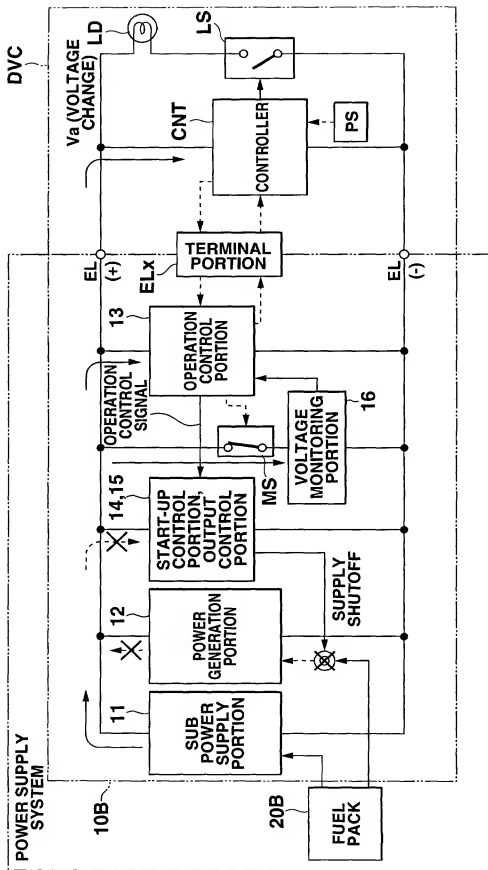 DVC
POWER SUPPLY
SYSTEM
10B
20B
FUEL
PACK
11
SUB
POWER
SUPPLY
PORTION
12
POWER
GENERATION
PORTION
SUPPLY
SHUTOFF
14,15
START-UP
CONTROL
PORTION,
OUTPUT
CONTROL
PORTION
OPERATION
CONTROL
SIGNAL
MS
13
OPERATION
CONTROL
PORTION
VOLTAGE
MONITORING
PORTION
16
EL
(+)
ELx
TERMINAL
PORTION
EL
(-)
Va (VOLTAGE
CHANGE)
CNT
CONTROLLER
PS
LD
LS